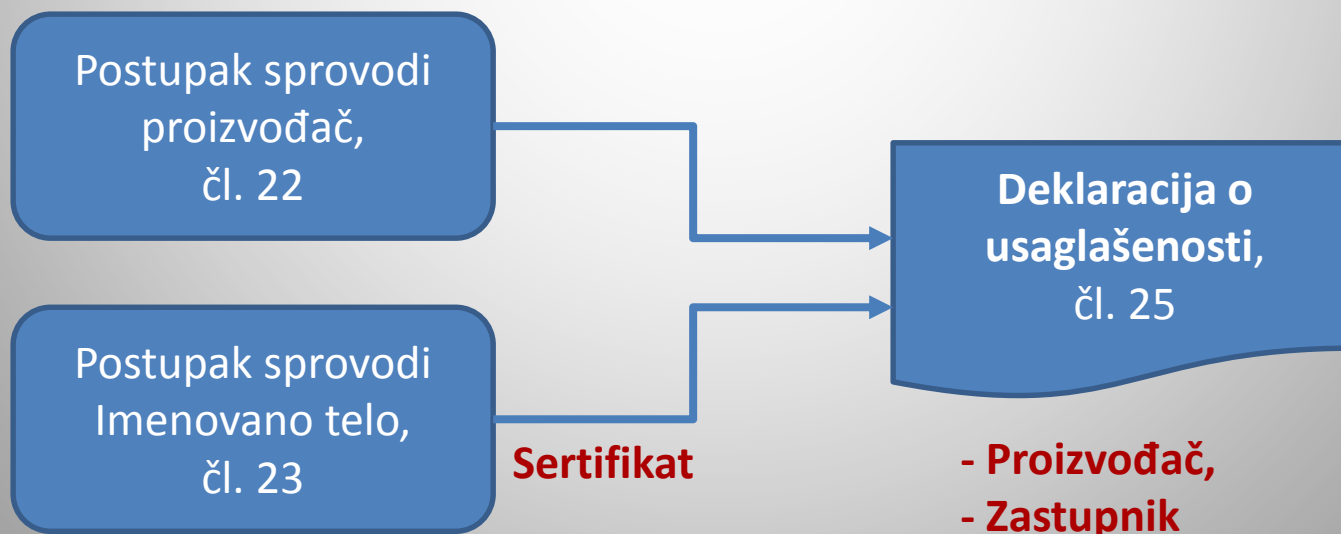 Postupak sprovodi
proizvođač,
čl. 22
Postupak sprovodi
Imenovano telo,
čl. 23
Sertifikat
Deklaracija o
usaglašenosti,
čl. 25
- Proizvođač,
- Zastupnik